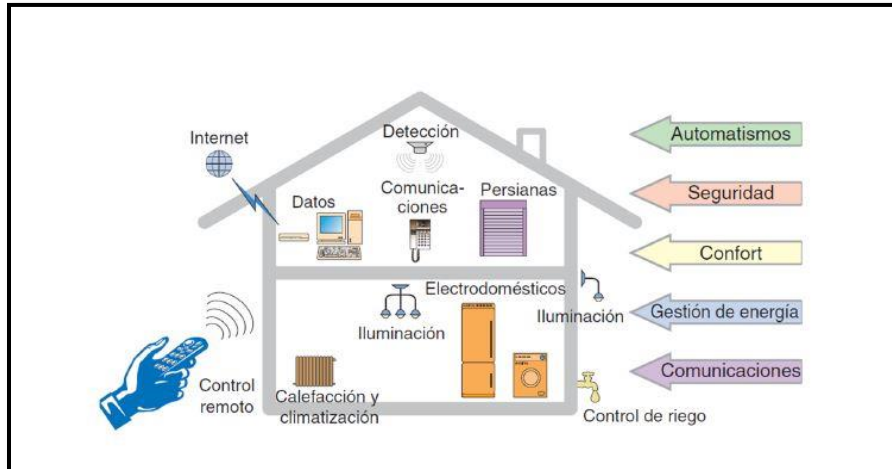 Internet
Detección
Datos
Comunica-
ciones
Persianas
Electrodomésticos
Iluminación
Iluminación
Control
remoto
Calefacción y
climatización
Control de riego
Automatismos
Seguridad
Confort
Gestión de energía
Comunicaciones